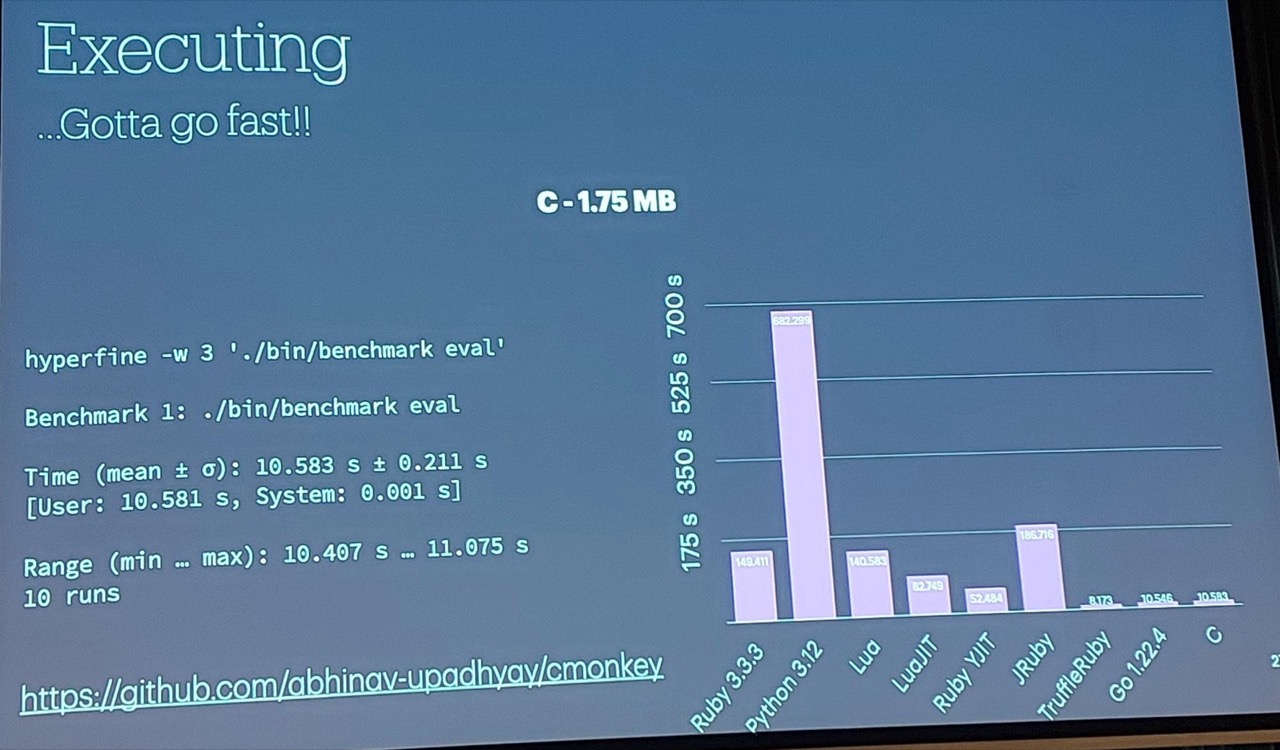 Executing
...Gotta go fast!!
C - 1.75 MB
hyperfine -w 3 './bin/benchmark eval'
Benchmark 1: ./bin/benchmark eval
Time (mean ± σ): 10.583 s ± 0.211 s
[User: 10.581 s, System: 0.001 s]
Range (min … max): 10.407 s … 11.075 s
10 runs
https://github.com/abhinav-upadhyay/cmonkey
700 s
525 s
350 s
175 s
682.299
149.411
140.583
82.749
52.484
186.716
8.173
10.546
10.583
Ruby 3.3.3
Python 3.12
Lua
LuaJIT
Ruby YJIT
JRuby
TruffleRuby
Go 1.22.4
C